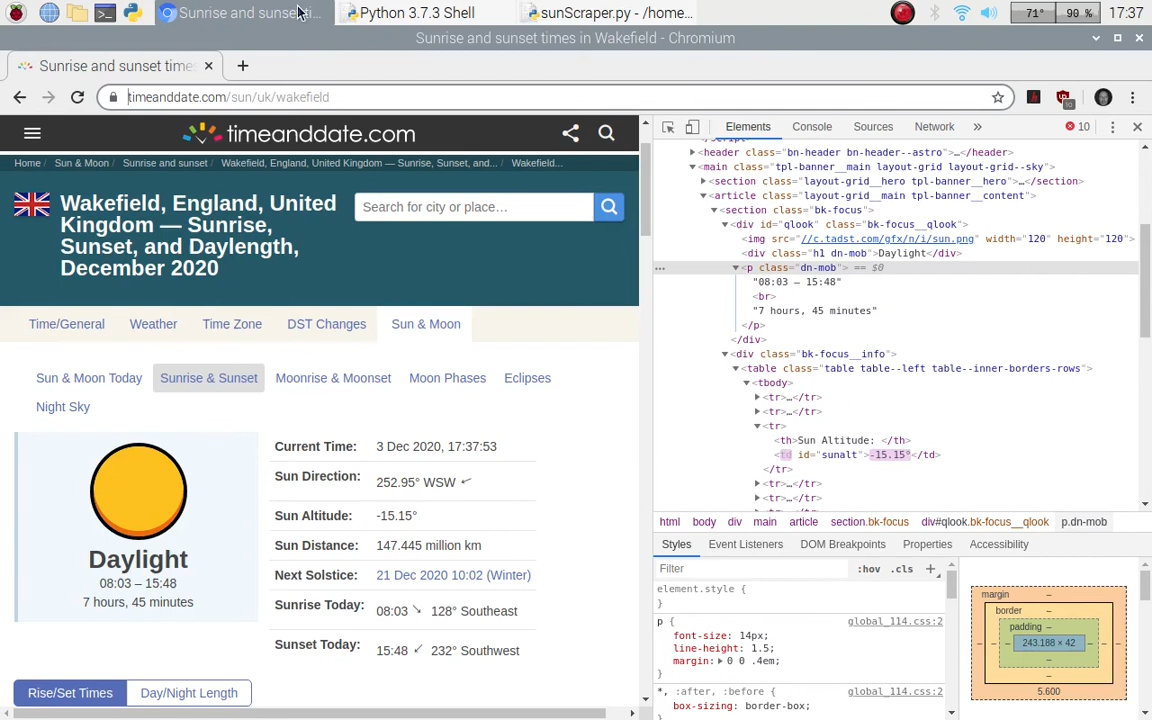 Sunrise and sunset ti...
Python 3.7.3 Shell
sunScraper.py - /home...
71°
90 %
17:37
Sunrise and sunset times in Wakefield - Chromium
Sunrise and sunset times
timeanddate.com/sun/uk/wakefield
10
timeanddate.com
Home / Sun & Moon / Sunrise and sunset / Wakefield, England, United Kingdom — Sunrise, Sunset, and... / Wakefield...
Wakefield, England, United
Kingdom — Sunrise,
Sunset, and Daylength,
December 2020
Search for city or place…
Time/General
Weather
Time Zone
DST Changes
Sun & Moon
Sun & Moon Today
Sunrise & Sunset
Moonrise & Moonset
Moon Phases
Eclipses
Night Sky
Daylight
08:03 – 15:48
7 hours, 45 minutes
Current Time: 3 Dec 2020, 17:37:53
Sun Direction: 252.95° WSW
Sun Altitude: -15.15°
Sun Distance: 147.445 million km
Next Solstice: 21 Dec 2020 10:02 (Winter)
Sunrise Today: 08:03 ↘ 128° Southeast
Sunset Today: 15:48 ↙ 232° Southwest
Rise/Set Times
Day/Night Length
Elements
Console
Sources
Network
»
10
<header class="bn-header bn-header--astro">…</header>
<main class="tpl-banner__main layout-grid layout-grid--sky">
<section class="layout-grid__hero tpl-banner__hero">…</section>
<article class="layout-grid__main tpl-banner__content">
<section class="bk-focus">
<div id="qlook" class="bk-focus__qlook">
<img src="//c.tadst.com/gfx/n/i/sun.png" width="120" height="120">
<div class="h1 dn-mob">Daylight</div>
… <p class="dn-mob"> == $0
"08:03 – 15:48"
<br>
"7 hours, 45 minutes"
</p>
</div>
<div class="bk-focus__info">
<table class="table table--left table--inner-borders-rows">
<tbody>
<tr>…</tr>
<tr>…</tr>
<tr>
<th>Sun Altitude: </th>
<td id="sunalt">-15.15°</td>
</tr>
<tr>…</tr>
<tr>…</tr>
html body div main article section.bk-focus div#qlook.bk-focus__qlook p.dn-mob
Styles
Event Listeners
DOM Breakpoints
Properties
Accessibility
Filter
:hov .cls +
element.style {
}
p {
global_114.css:2
font-size: 14px;
line-height: 1.5;
margin: 0 0 .4em;
}
*, :after, :before {
global_114.css:2
box-sizing: border-box;
margin –
border –
padding –
– – – 243.188 × 42 – – –
–
–
5.600